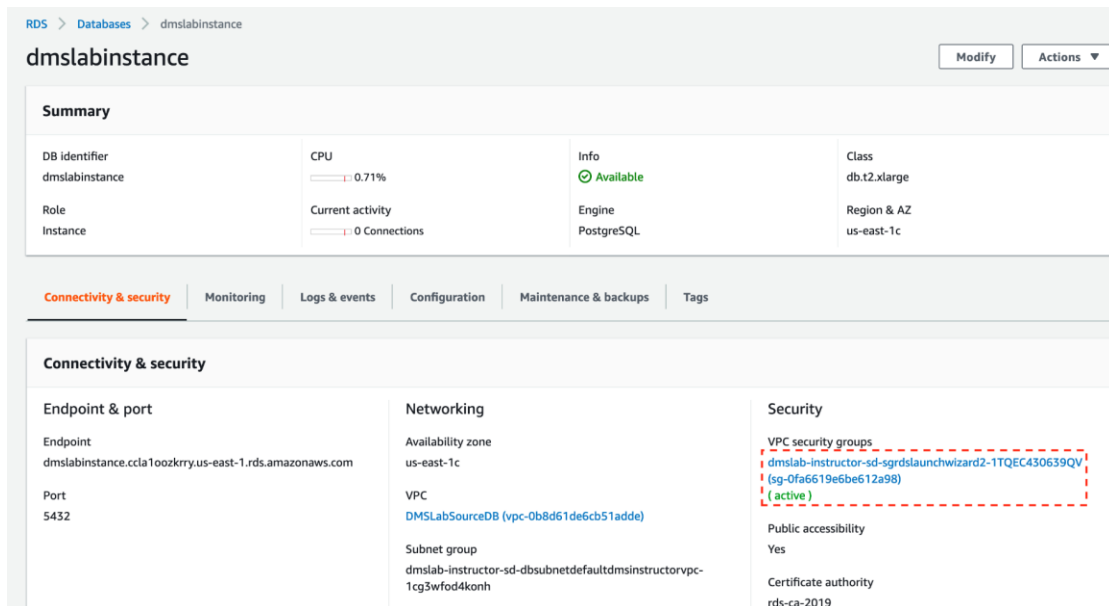 RDS > Databases > dmslabinstance
dmslabinstance
Modify
Actions ▼
Summary
DB identifier
dmslabinstance
CPU
0.71%
Info
Available
Class
db.t2.xlarge
Role
Instance
Current activity
0 Connections
Engine
PostgreSQL
Region & AZ
us-east-1c
Connectivity & security
Monitoring
Logs & events
Configuration
Maintenance & backups
Tags
Connectivity & security
Endpoint & port
Endpoint
dmslabinstance.ccla1oozkrry.us-east-1.rds.amazonaws.com
Port
5432
Networking
Availability zone
us-east-1c
VPC
DMSLabSourceDB (vpc-0b8d61de6cb51adde)
Subnet group
dmslab-instructor-sd-dbsubnetdefaultdmsinstructorvpc-
1cg3wfod4konh
Security
VPC security groups
dmslab-instructor-sd-sgrdslaunchwizard2-1TQEC430639QV
(sg-0fa6619e6be612a98)
( active )
Public accessibility
Yes
Certificate authority
rds-ca-2019